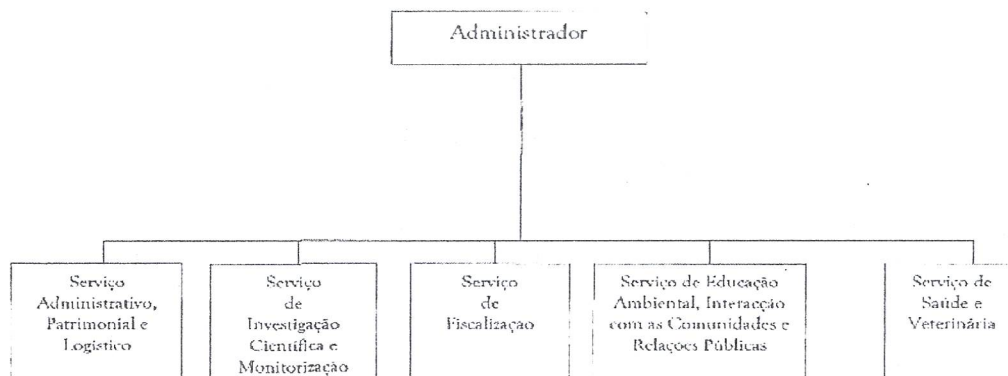 Administrador
Serviço
Administrativo,
Patrimonial e
Logístico
Serviço
de
Investigação
Científica e
Monitorização
Serviço
de
Fiscalização
Serviço de Educação
Ambiental, Interacção
com as Comunidades e
Relações Públicas
Serviço de
Saúde e
Veterinária